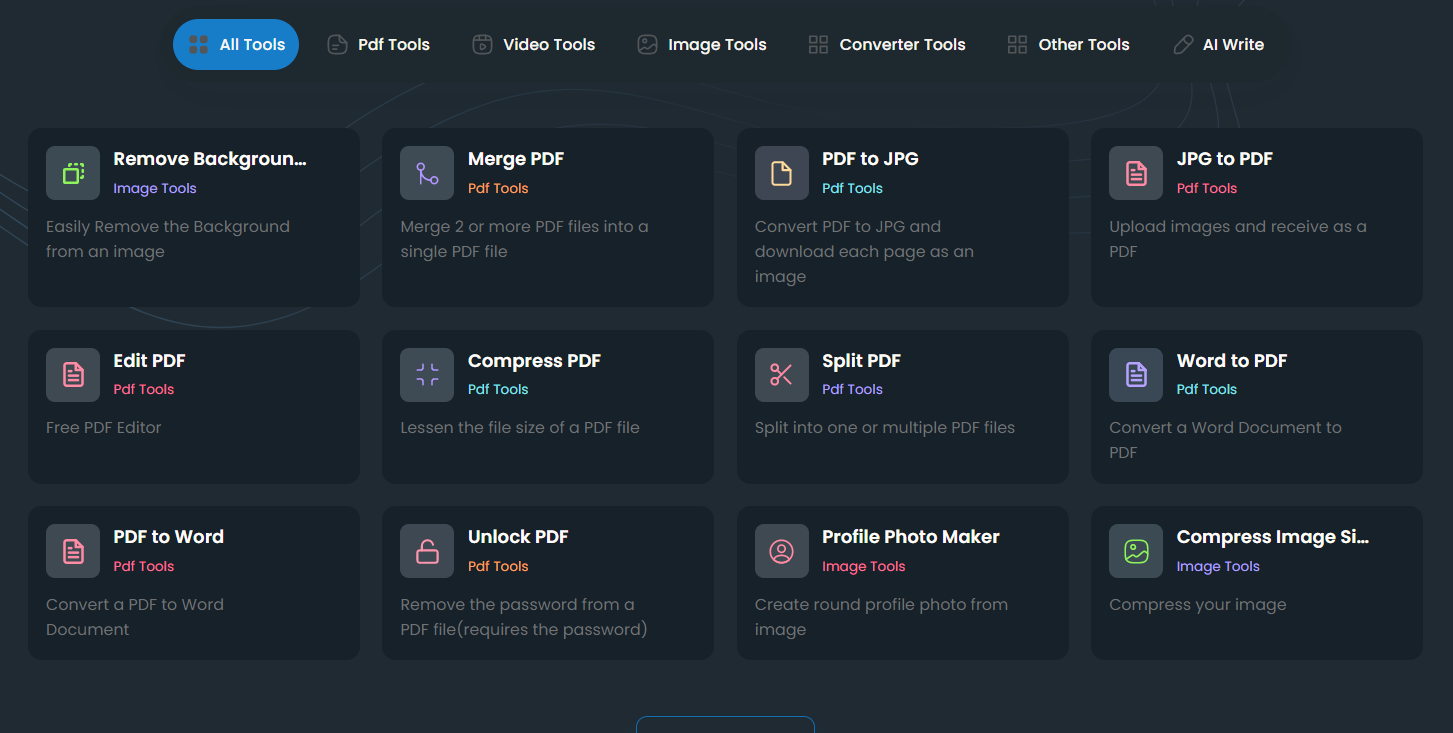 All Tools
Pdf Tools
Video Tools
Image Tools
Converter Tools
Other Tools
AI Write
Remove Backgroun...
Image Tools
Easily Remove the Background
from an image
Merge PDF
Pdf Tools
Merge 2 or more PDF files into a
single PDF file
PDF to JPG
Pdf Tools
Convert PDF to JPG and
download each page as an
image
JPG to PDF
Pdf Tools
Upload images and receive as a
PDF
Edit PDF
Pdf Tools
Free PDF Editor
Compress PDF
Pdf Tools
Lessen the file size of a PDF file
Split PDF
Pdf Tools
Split into one or multiple PDF files
Word to PDF
Pdf Tools
Convert a Word Document to
PDF
PDF to Word
Pdf Tools
Convert a PDF to Word
Document
Unlock PDF
Pdf Tools
Remove the password from a
PDF file(requires the password)
Profile Photo Maker
Image Tools
Create round profile photo from
image
Compress Image Si...
Image Tools
Compress your image